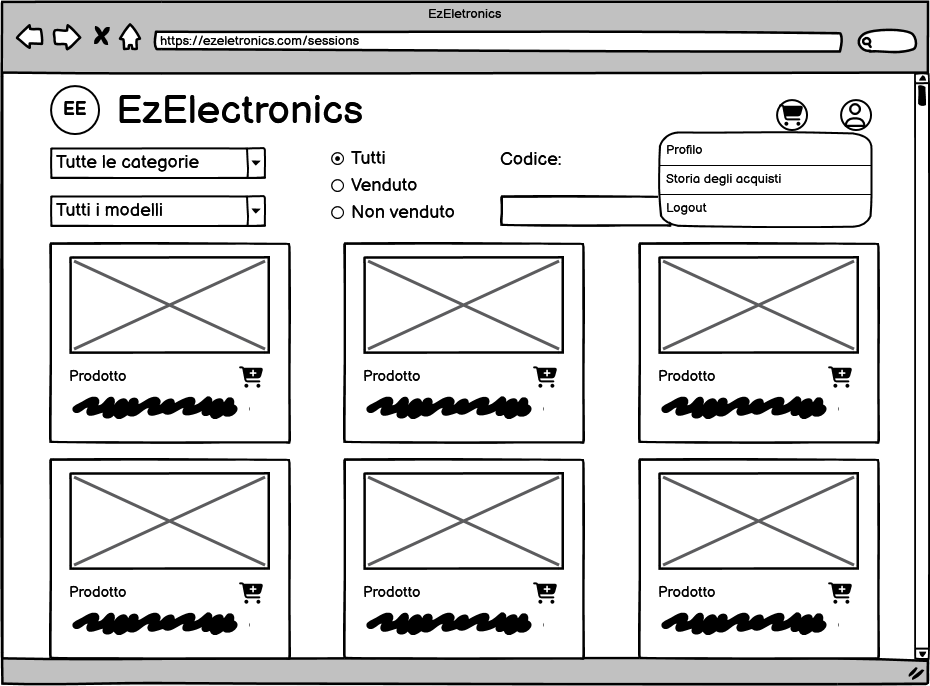 EzEletronics
https://ezeletronics.com/sessions
EE
EzElectronics
Tutte le categorie
Tutti i modelli
Tutti
Venduto
Non venduto
Codice:
Profilo
Storia degli acquisti
Logout
Prodotto
Prodotto
Prodotto
Prodotto
Prodotto
Prodotto